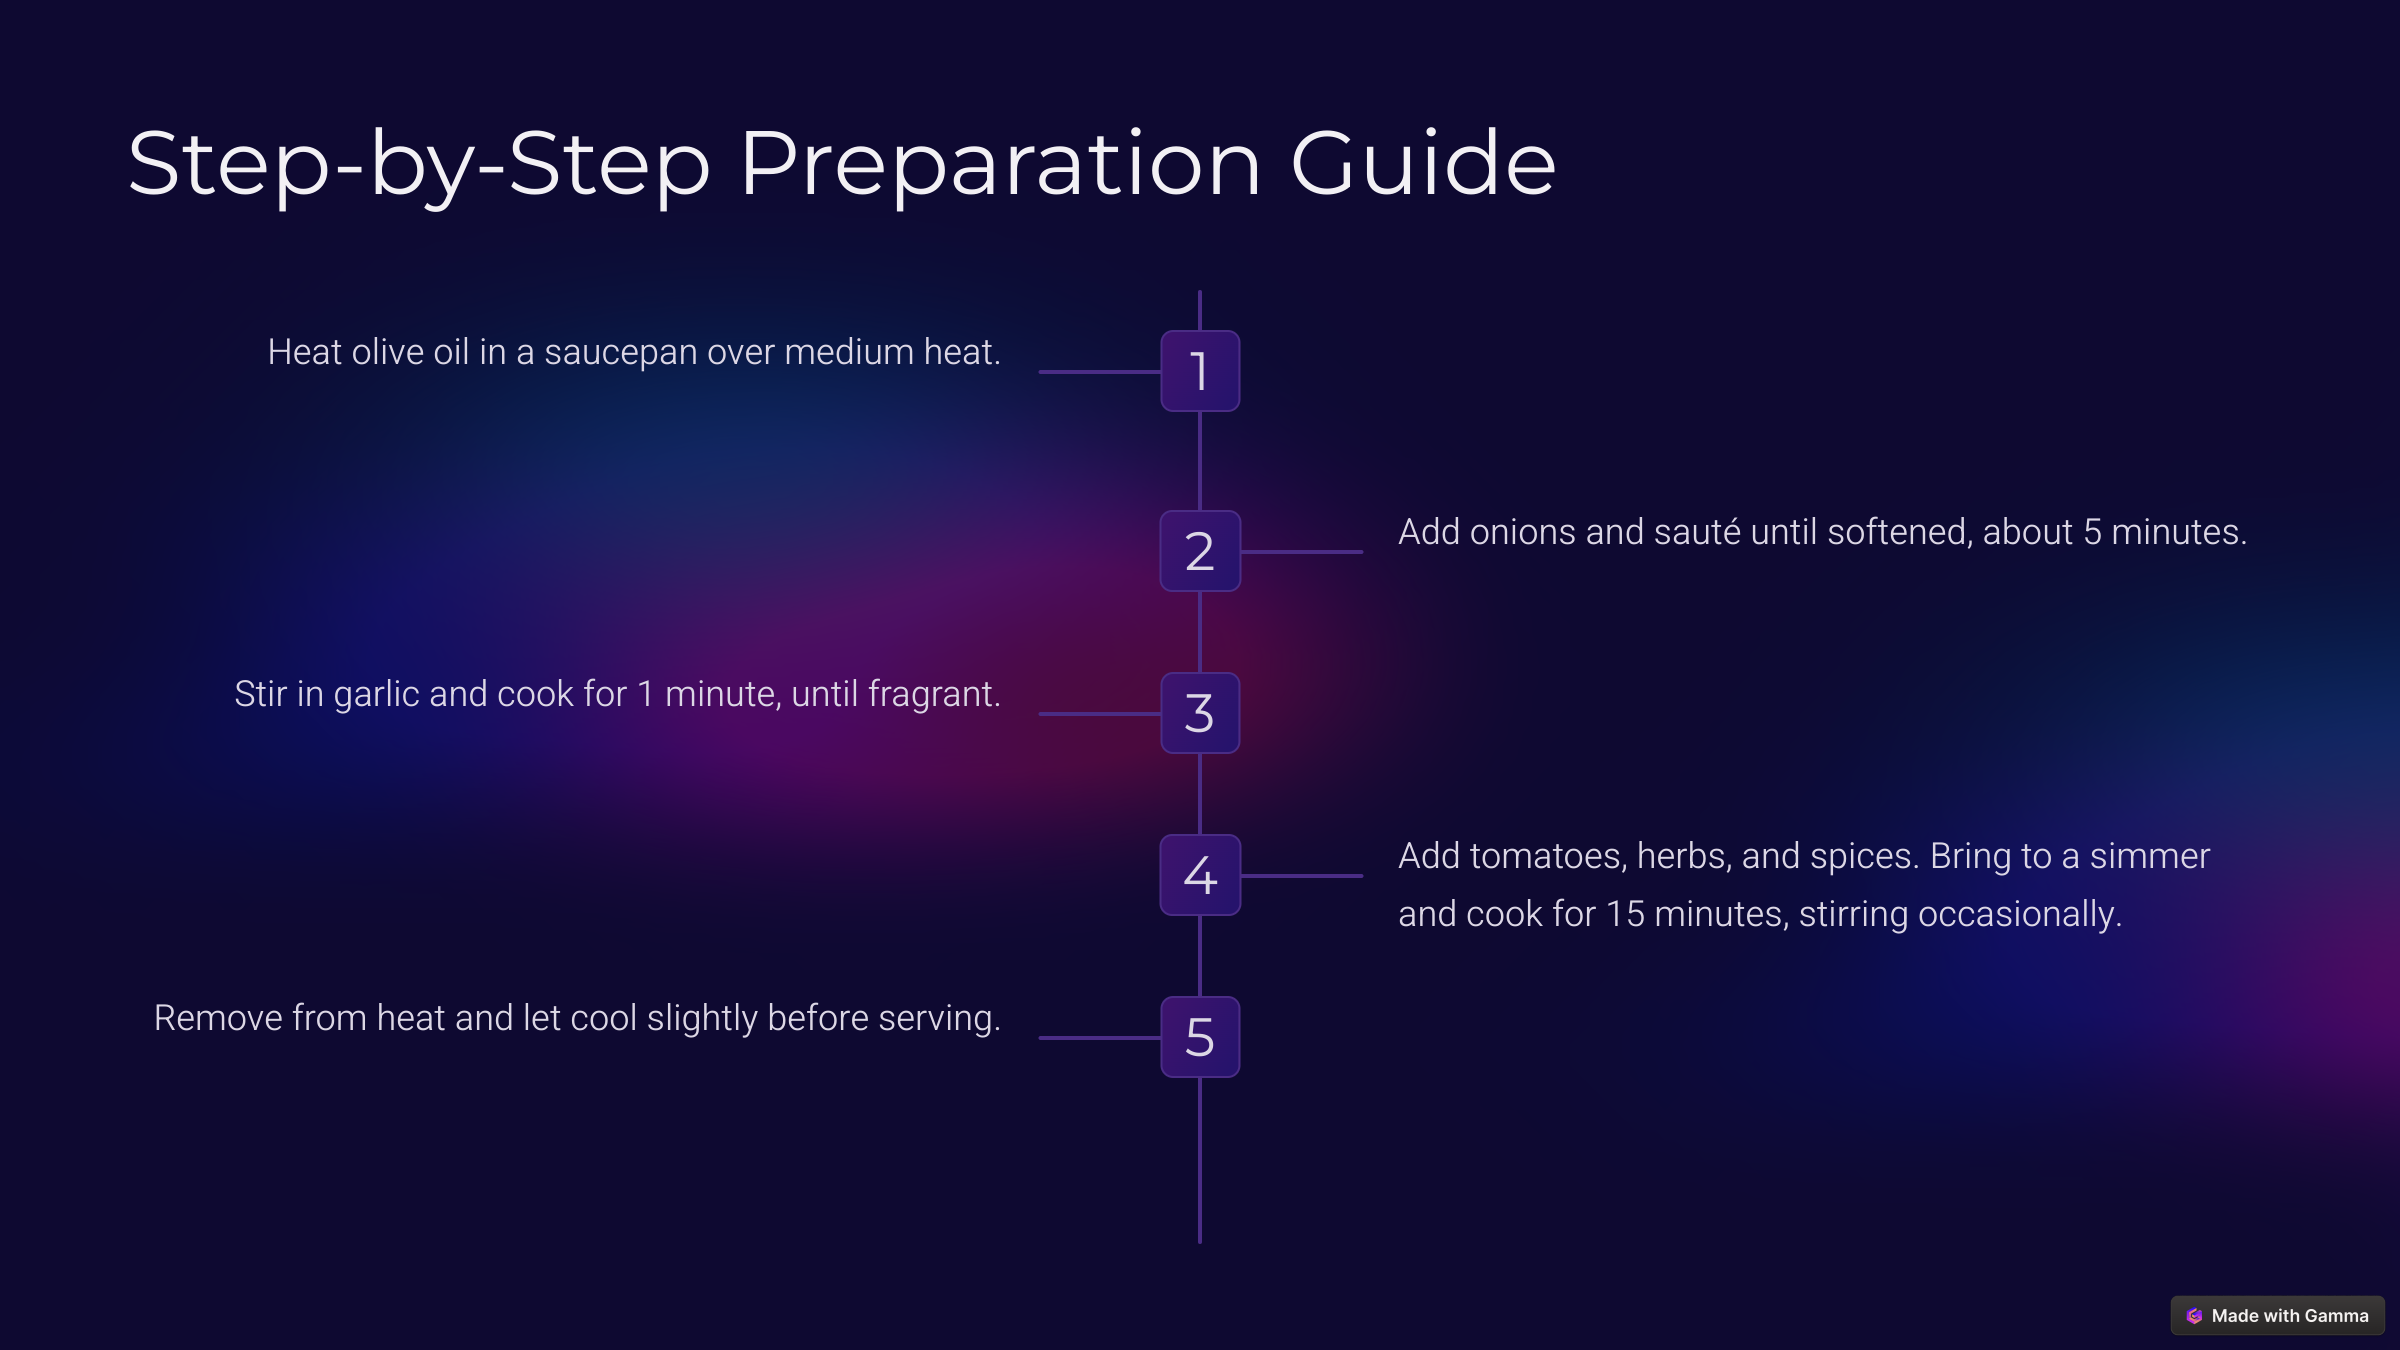 Step-by-Step Preparation Guide
1
Heat olive oil in a saucepan over medium heat.
2
Add onions and sauté until softened, about 5 minutes.
3
Stir in garlic and cook for 1 minute, until fragrant.
4
Add tomatoes, herbs, and spices. Bring to a simmer
and cook for 15 minutes, stirring occasionally.
5
Remove from heat and let cool slightly before serving.
Made with Gamma